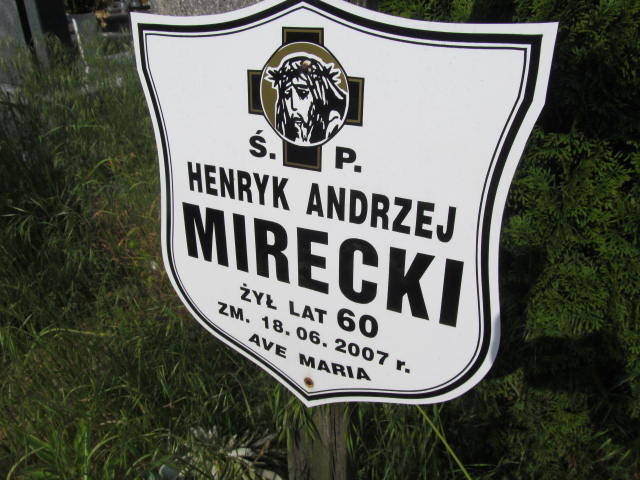 Ś. P.
HENRYK ANDRZEJ
MIRECKI
ŻYŁ LAT 60
ZM. 18.06.2007 r.
AVE MARIA